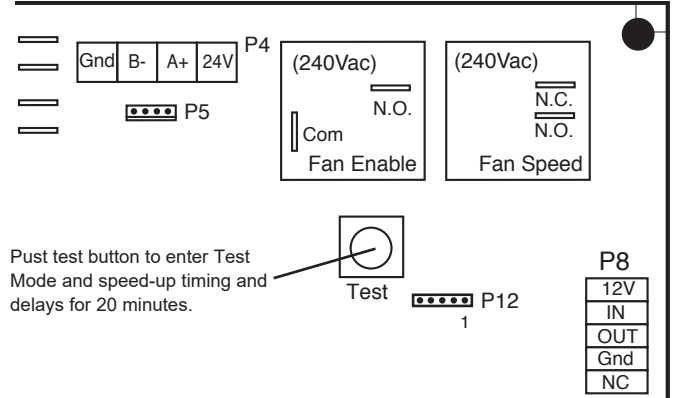 Gnd B- A+ 24V P4
P5
(240Vac)
N.O.
Com
Fan Enable
(240Vac)
N.C.
N.O.
Fan Speed
Pust test button to enter Test
Mode and speed-up timing and
delays for 20 minutes.
Test
P12
1
P8
12V
IN
OUT
Gnd
NC